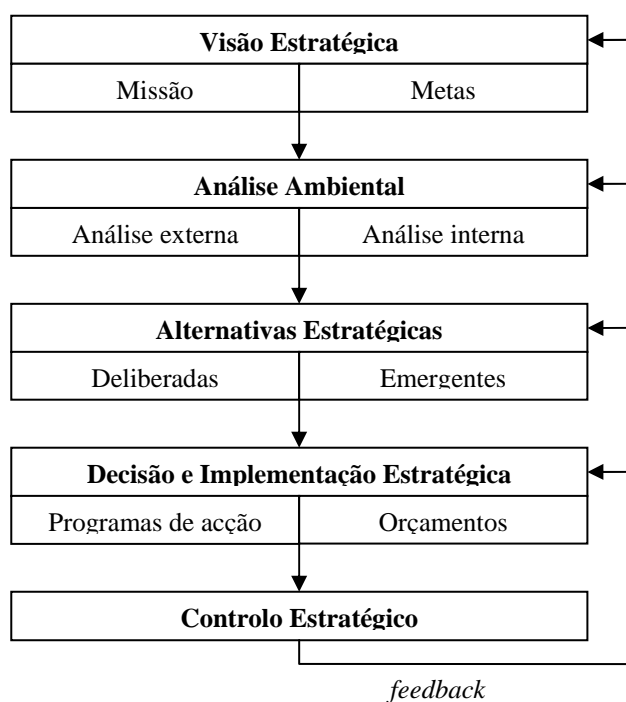 Visão Estratégica
Missão
Metas
Análise Ambiental
Análise externa
Análise interna
Alternativas Estratégicas
Deliberadas
Emergentes
Decisão e Implementação Estratégica
Programas de acção
Orçamentos
Controlo Estratégico
feedback